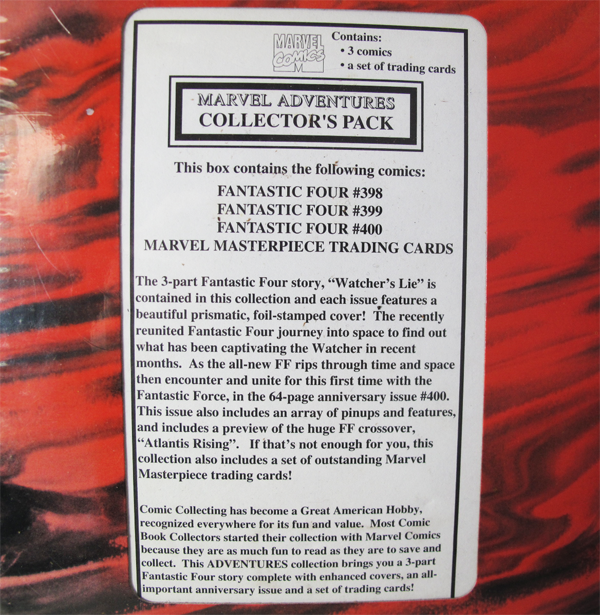 MARVEL
COMICS
M
Contains:
• 3 comics
• a set of trading cards
MARVEL ADVENTURES
COLLECTOR'S PACK
This box contains the following comics:
FANTASTIC FOUR #398
FANTASTIC FOUR #399
FANTASTIC FOUR #400
MARVEL MASTERPIECE TRADING CARDS
The 3-part Fantastic Four story, “Watcher’s Lie” is
contained in this collection and each issue features a
beautiful prismatic, foil-stamped cover! The recently
reunited Fantastic Four journey into space to find out
what has been captivating the Watcher in recent
months. As the all-new FF rips through time and space
then encounter and unite for this first time with the
Fantastic Force, in the 64-page anniversary issue #400.
This issue also includes an array of pinups and features,
and includes a preview of the huge FF crossover,
“Atlantis Rising”. If that’s not enough for you, this
collection also includes a set of outstanding Marvel
Masterpiece trading cards!
Comic Collecting has become a Great American Hobby,
recognized everywhere for its fun and value. Most Comic
Book Collectors started their collection with Marvel Comics
because they are as much fun to read as they are to save and
collect. This ADVENTURES collection brings you a 3-part
Fantastic Four story complete with enhanced covers, an all-
important anniversary issue and a set of trading cards!